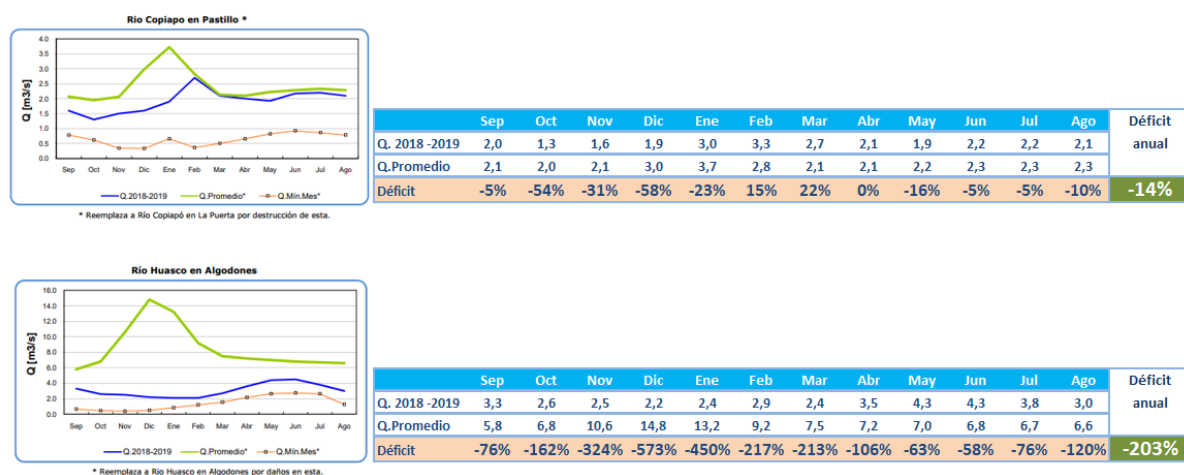 Río Copiapo en Pastillo *
Q [m3/s]
4.0
3.5
3.0
2.5
2.0
1.5
1.0
0.5
0.0
Sep Oct Nov Dic Ene Feb Mar Abr May Jun Jul Ago
Q.2018-2019 Q.Promedio* Q.Mín.Mes*
* Reemplaza a Río Copiapó en La Puerta por destrucción de esta.
Sep Oct Nov Dic Ene Feb Mar Abr May Jun Jul Ago Déficit anual
Q. 2018 -2019 2,0 1,3 1,6 1,9 3,0 3,3 2,7 2,1 1,9 2,2 2,2 2,1
Q.Promedio 2,1 2,0 2,1 3,0 3,7 2,8 2,1 2,1 2,2 2,3 2,3 2,3
Déficit -5% -54% -31% -58% -23% 15% 22% 0% -16% -5% -5% -10% -14%
Río Huasco en Algodones
Q [m3/s]
16.0
14.0
12.0
10.0
8.0
6.0
4.0
2.0
0.0
Sep Oct Nov Dic Ene Feb Mar Abr May Jun Jul Ago
Q.2018-2019 Q.Promedio* Q.Mín.Mes*
* Reemplaza a Río Huasco en Algodones por daños en esta.
Sep Oct Nov Dic Ene Feb Mar Abr May Jun Jul Ago Déficit anual
Q. 2018 -2019 3,3 2,6 2,5 2,2 2,4 2,9 2,4 3,5 4,3 4,3 3,8 3,0
Q.Promedio 5,8 6,8 10,6 14,8 13,2 9,2 7,5 7,2 7,0 6,8 6,7 6,6
Déficit -76% -162% -324% -573% -450% -217% -213% -106% -63% -58% -76% -120% -203%